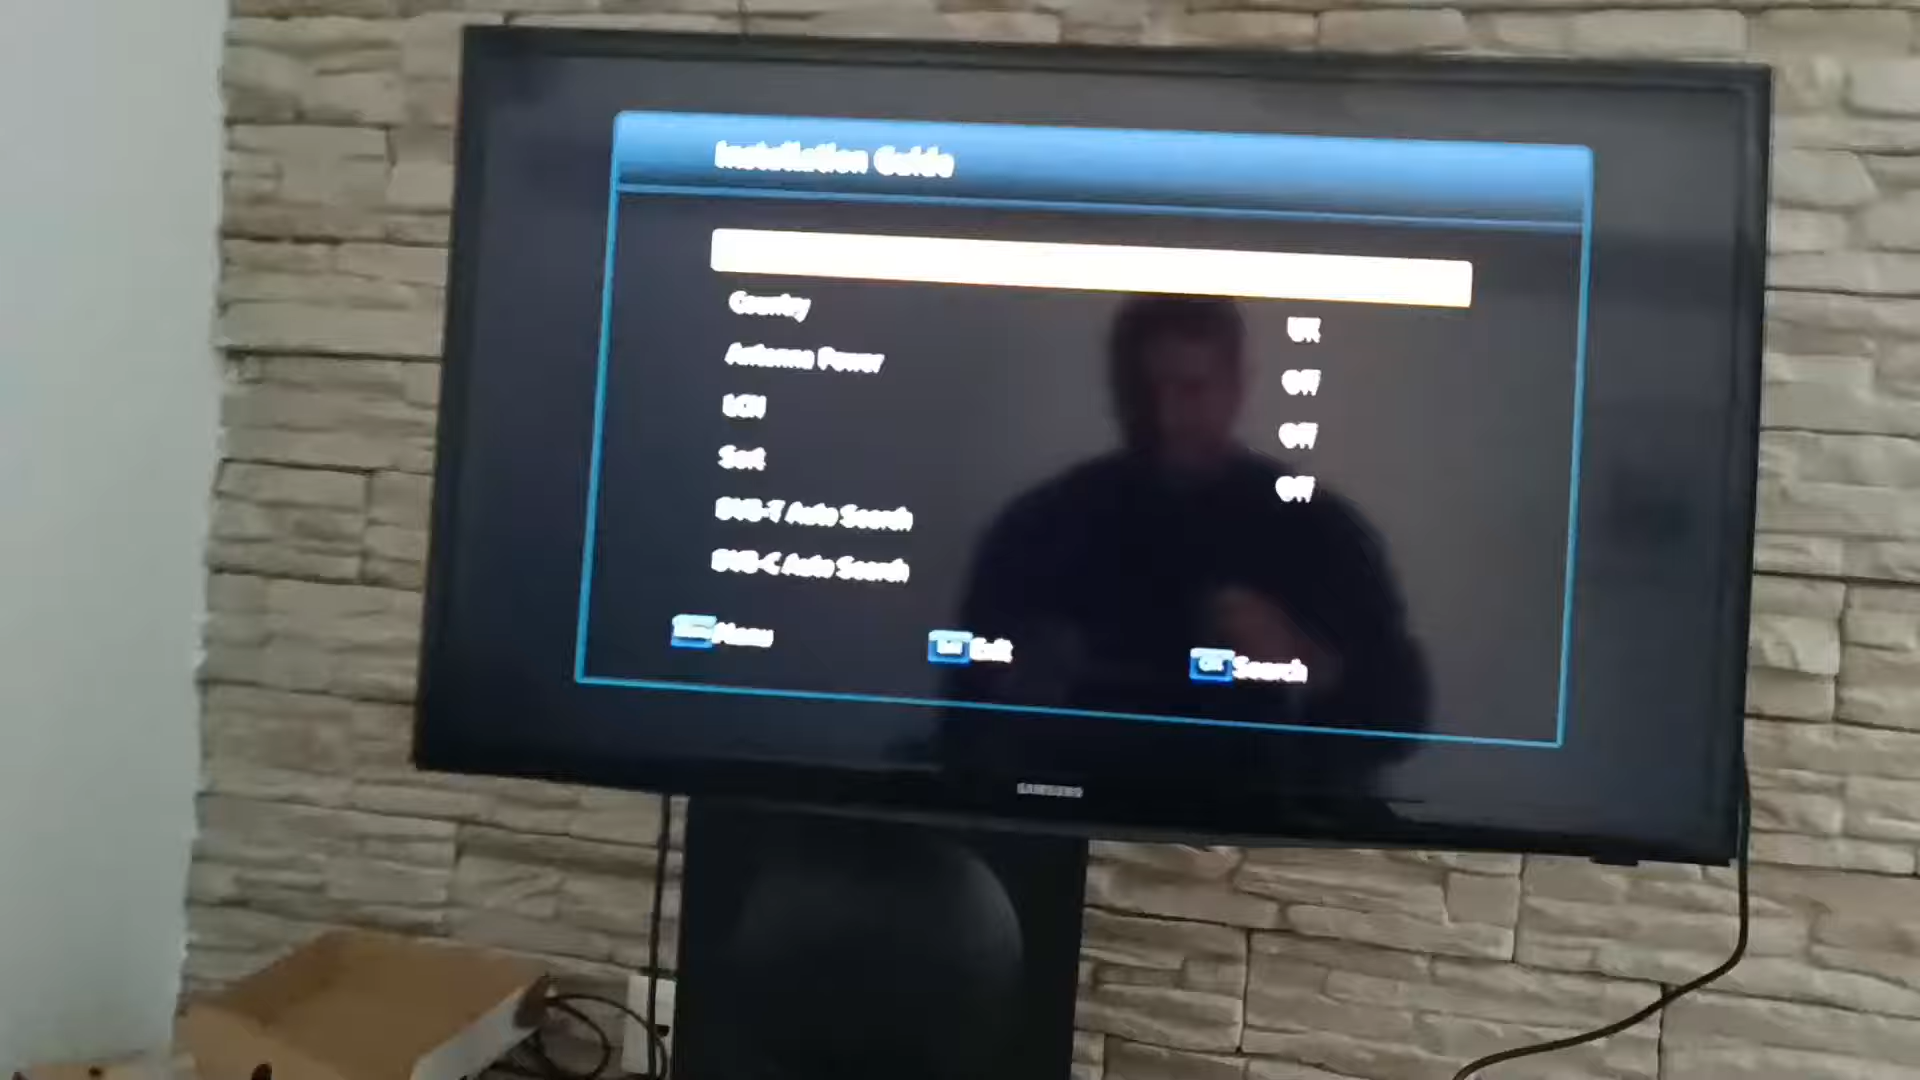 Installation Guide
Country UK
Antenna Power Off
LCN Off
Sort Off
DVB-T Auto Search
DVB-C Auto Search
Menu Exit OK Search